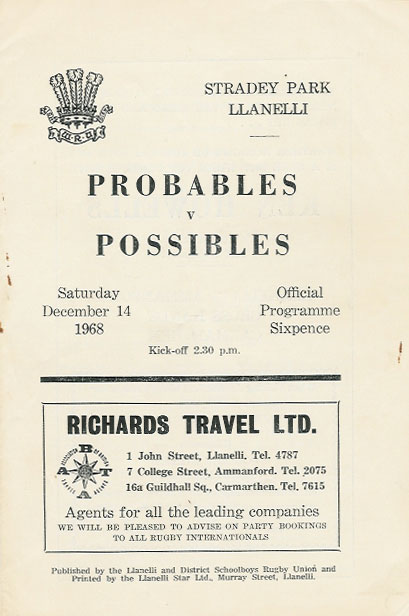 W.R.U.
STRADEY PARK
LLANELLI
PROBABLES
v
POSSIBLES
Saturday
December 14
1968
Official
Programme
Sixpence
Kick-off 2.30 p.m.
RICHARDS TRAVEL LTD.
A B T A
1 John Street, Llanelli. Tel. 4787
7 College Street, Ammanford. Tel. 2075
16a Guildhall Sq., Carmarthen. Tel. 7615
Agents for all the leading companies
WE WILL BE PLEASED TO ADVISE ON PARTY BOOKINGS
TO ALL RUGBY INTERNATIONALS
Published by the Llanelli and District Schoolboys Rugby Union and
Printed by the Llanelli Star Ltd., Murray Street, Llanelli.